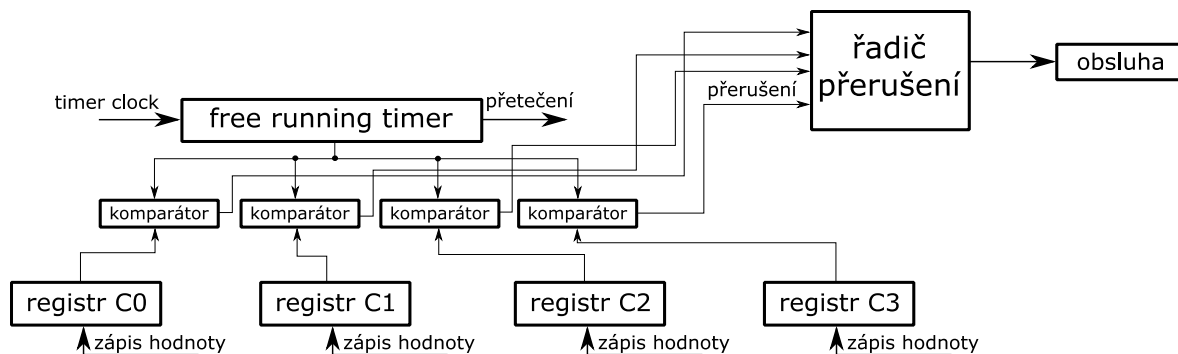 řadič
přerušení
obsluha
timer clock
free running timer
přetečení
přerušení
komparátor
komparátor
komparátor
komparátor
registr C0
registr C1
registr C2
registr C3
zápis hodnoty
zápis hodnoty
zápis hodnoty
zápis hodnoty